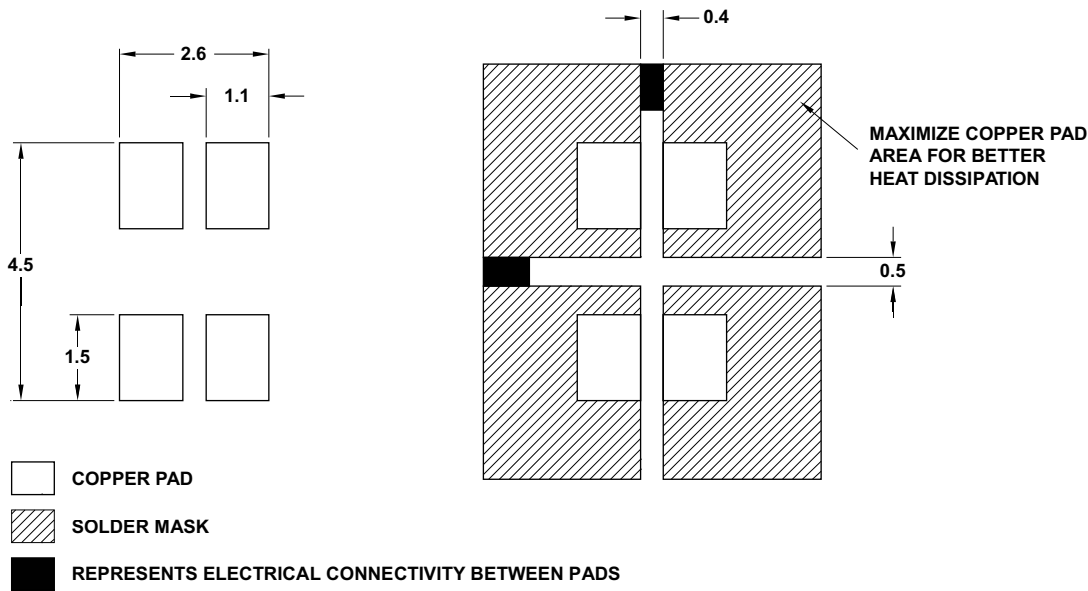 2.6
1.1
4.5
1.5
0.4
MAXIMIZE COPPER PAD
AREA FOR BETTER
HEAT DISSIPATION
0.5
COPPER PAD
SOLDER MASK
REPRESENTS ELECTRICAL CONNECTIVITY BETWEEN PADS